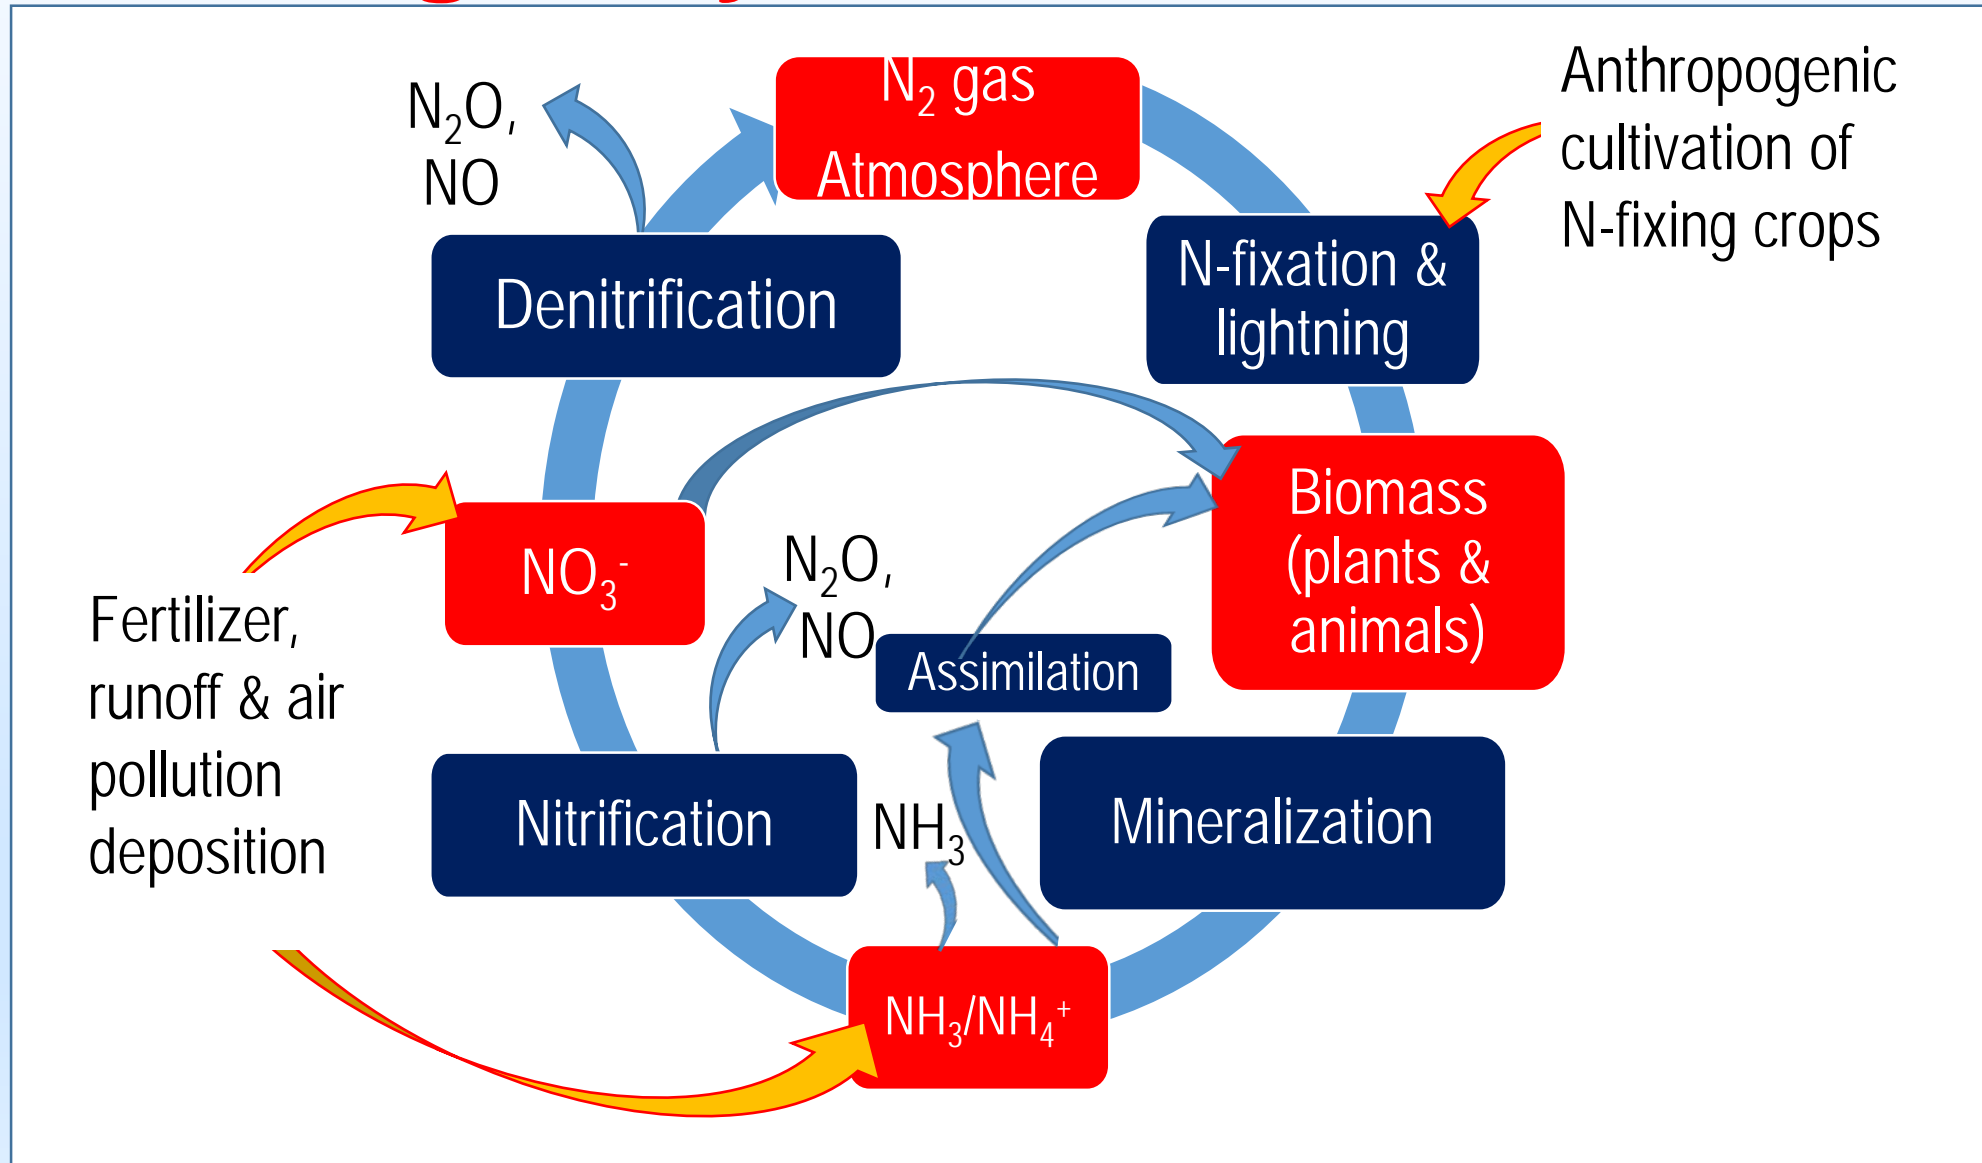 N₂ gas
Atmosphere
N₂O,
NO
Anthropogenic
cultivation of
N-fixing crops
Denitrification
N-fixation &
lightning
Biomass
(plants &
animals)
NO₃⁻
N₂O,
NO
Assimilation
Fertilizer,
runoff & air
pollution
deposition
Nitrification
NH₃
Mineralization
NH₃/NH₄⁺